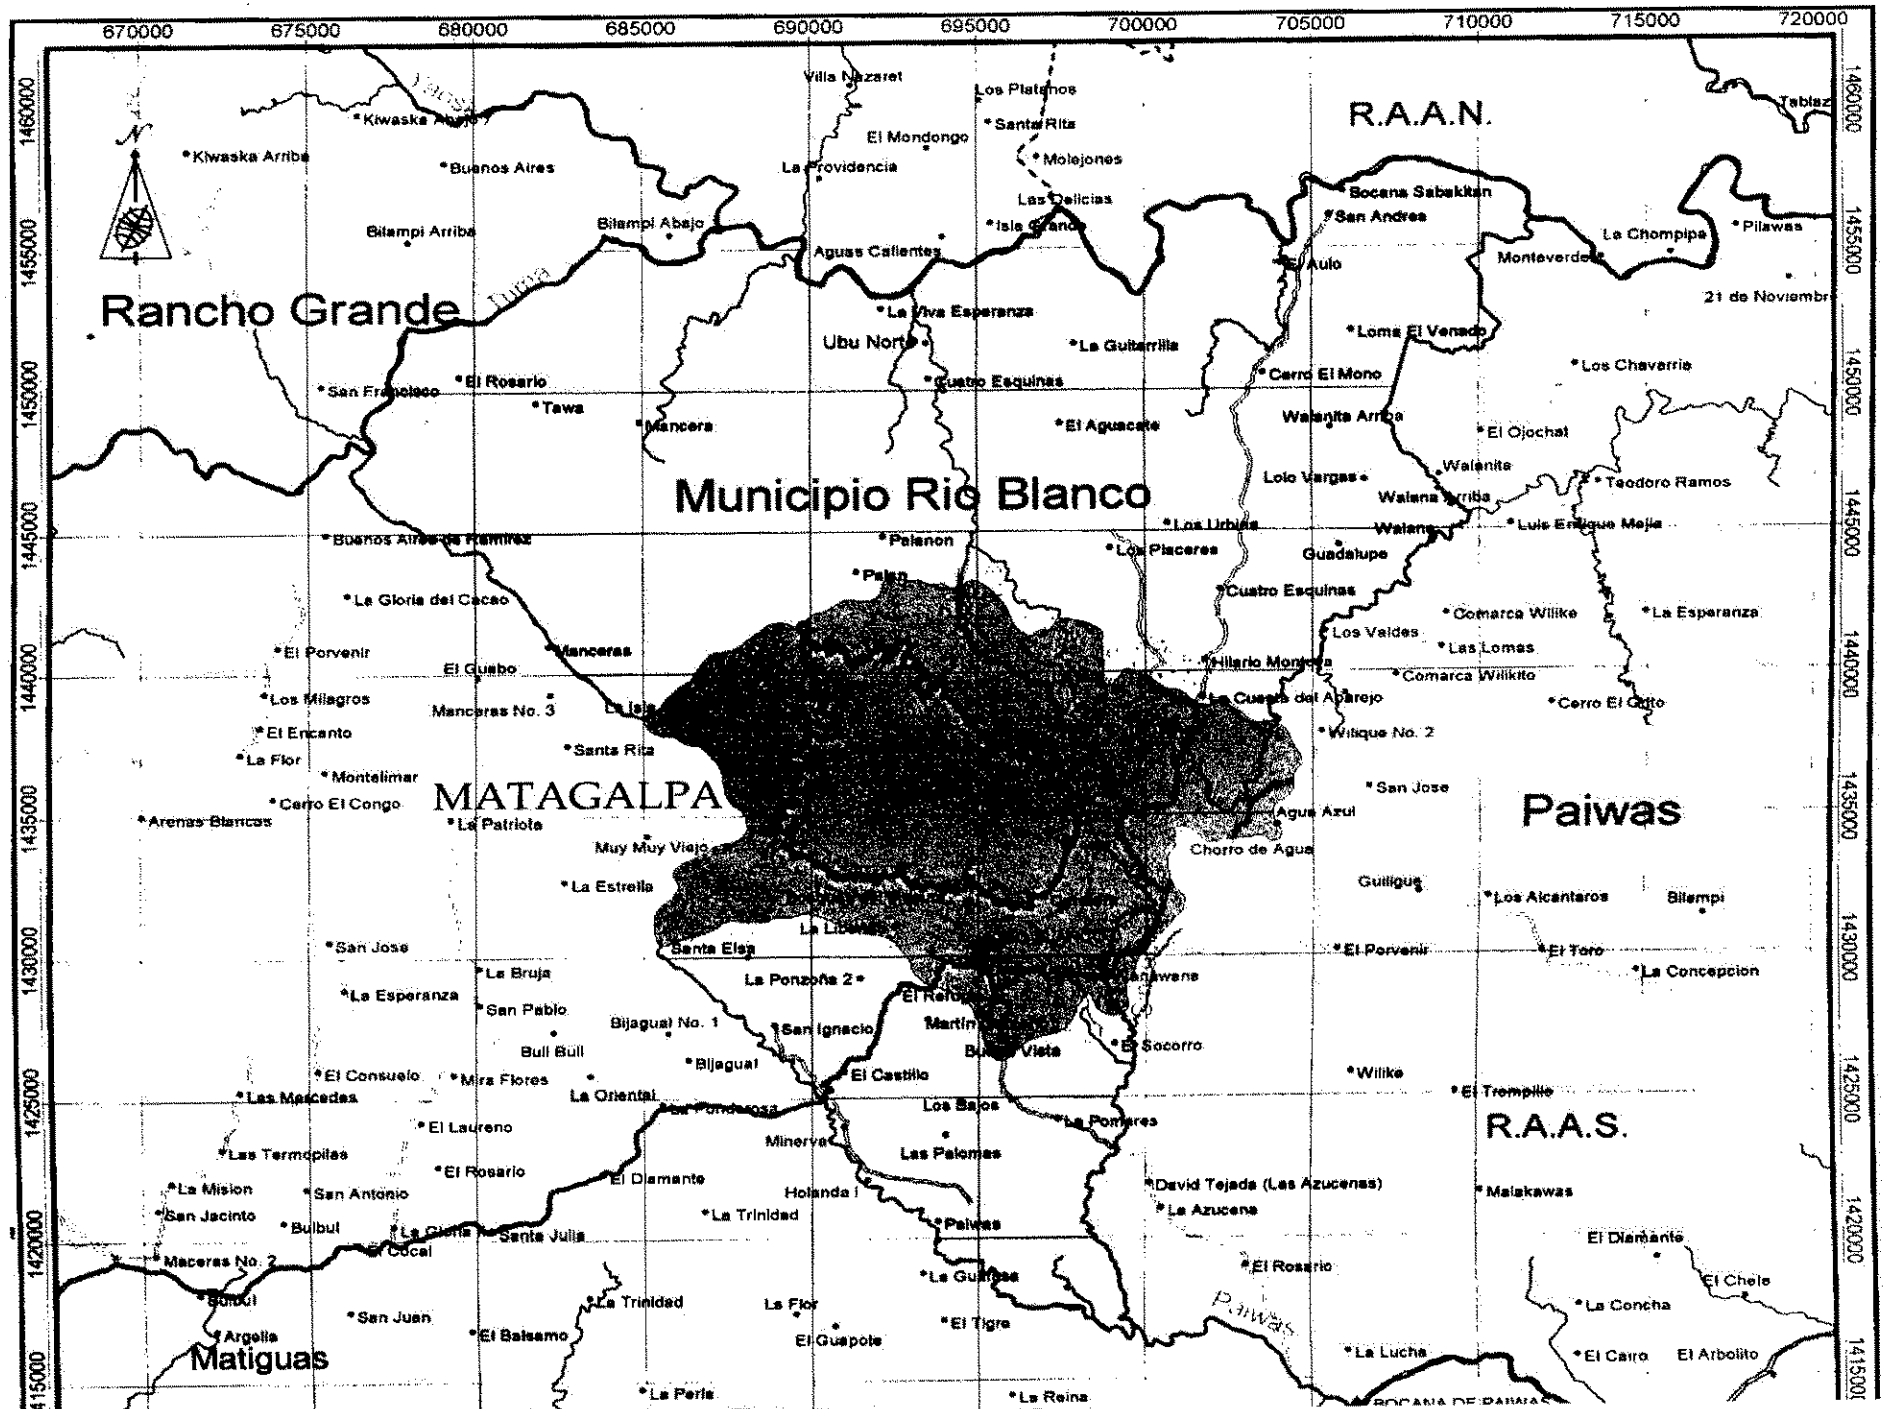 670000 675000 680000 685000 690000 695000 700000 705000 710000 715000 720000
Villa Nazaret
1460000
Los Platanos
R.A.A.N.
1460000
Yaosk
Kiwaska Abajo
Santa Rita
N
El Mondongo
Kiwaska Arriba
Buenos Aires
La Providencia
Molejones
Bocana Sabakitan
Las Delicias
San Andres
Bilampi Arriba
Bilampi Abajo
Isla Grande
La Chompipa
Pilawas
1455000
Aguas Calientes
Monteverde
1455000
El Aulo
Tuma
21 de Noviembr
Rancho Grande
La Viva Esperanza
Ubu Norte
La Guitarrilla
Loma El Venado
Los Chavarria
1450000
San Francisco
El Rosario
Cuatro Esquinas
Cerro El Mono
1450000
Tawa
Mancera
El Aguacate
Walanita Arriba
El Ojochal
Walanita
Lolo Vargas
Teodoro Ramos
Municipio Rio Blanco
Walana Arriba
1445000
Los Urbina
Walana
Luis Enrique Mejia
1445000
Buenos Aires de Ramirez
Palanon
Los Placeres
Guadalupe
Palan
Cuatro Esquinas
La Gloria del Cacao
Comarca Wilike
La Esperanza
Los Valdes
El Porvenir
Manceras
Las Lomas
1440000
El Guabo
Hilario Montoya
Comarca Wilikito
1440000
Los Milagros
Manceras No. 3
La Isla
La Cuesta del Aparejo
Cerro El Grito
El Encanto
Wilique No. 2
La Flor
Santa Rita
Montelimar
San Jose
MATAGALPA
Cerro El Congo
Agua Azul
Paiwas
1435000
Arenas Blancas
La Patriota
1435000
Muy Muy Viejo
Chorro de Agua
La Estrella
Guiligue
Los Alcantaros
Bilampi
1430000
San Jose
Santa Elsa
El Porvenir
El Toro
1430000
La Bruja
La Ponzoña 2
La Concepcion
La Esperanza
San Pablo
Bijagual No. 1
San Ignacio
Martin
Bull Bull
Buena Vista
El Socorro
Bijagual
El Consuelo
Mira Flores
El Castillo
Wilike
1425000
Las Mercedes
La Oriental
La Ponderosa
Los Bajos
El Trompillo
1425000
El Laureno
La Pomares
R.A.A.S.
Minerva
Las Termopilas
Las Palomas
El Rosario
El Diamante
La Mision
San Antonio
Holanda I
David Tejada (Las Azucenas)
Malakawas
San Jacinto
Bulbul
La Trinidad
Paiwas
La Azucena
1420000
La Gloria
Santa Julia
El Diamante
1420000
El Cocal
Maceras No. 2
La Guitarra
El Rosario
El Chele
Bulbul
La Trinidad
La Flor
Paiwas
La Concha
San Juan
El Guapote
El Tigre
Argelia
El Balsamo
Matiguas
La Lucha
El Cairo
El Arbolito
La Perla
La Reina
BOCANA DE PAIWAS